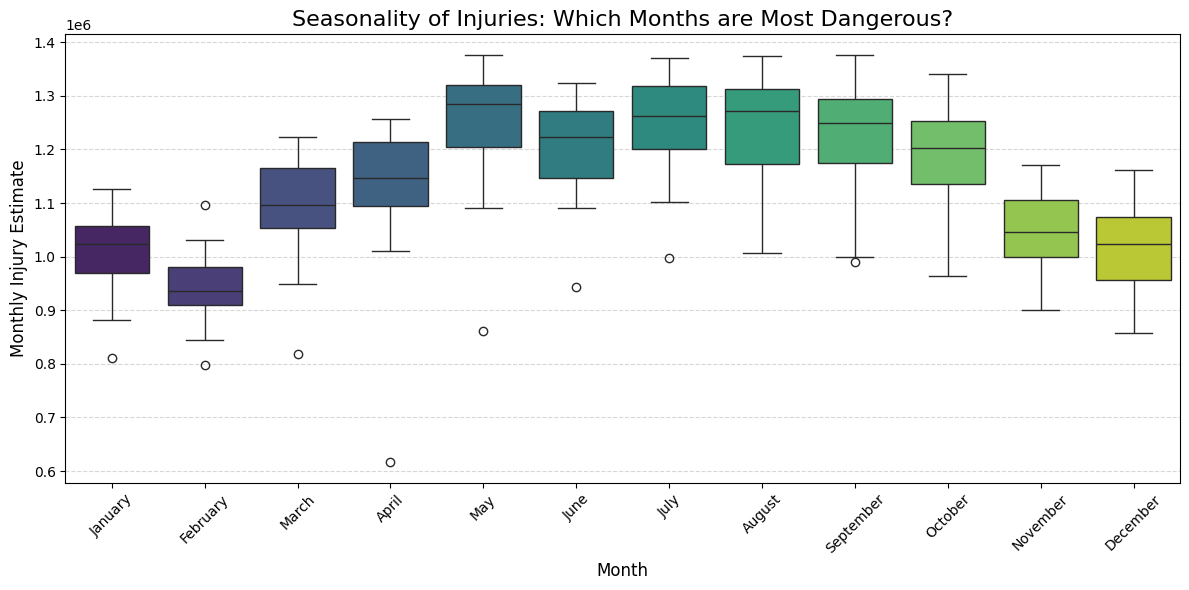 Seasonality of Injuries: Which Months are Most Dangerous?
1e6
1.4
1.3
1.2
1.1
1.0
0.9
0.8
0.7
0.6
Monthly Injury Estimate
January
February
March
April
May
June
July
August
September
October
November
December
Month